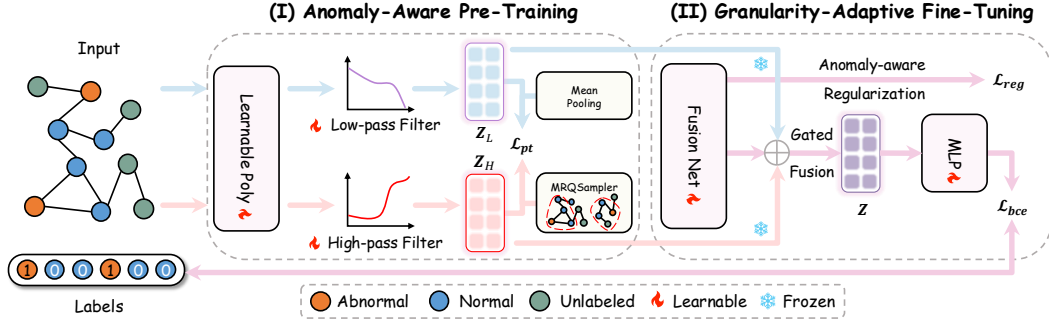 (I) Anomaly-Aware Pre-Training
(II) Granularity-Adaptive Fine-Tuning
Input
Learnable Poly
Low-pass Filter
High-pass Filter
Z_L
Z_H
L_pt
Mean
Pooling
MRQSampler
Fusion Net
Anomaly-aware
Regularization
L_reg
Gated
Fusion
Z
MLP
L_bce
1 0 0 1 0 0
Labels
Abnormal Normal Unlabeled Learnable Frozen